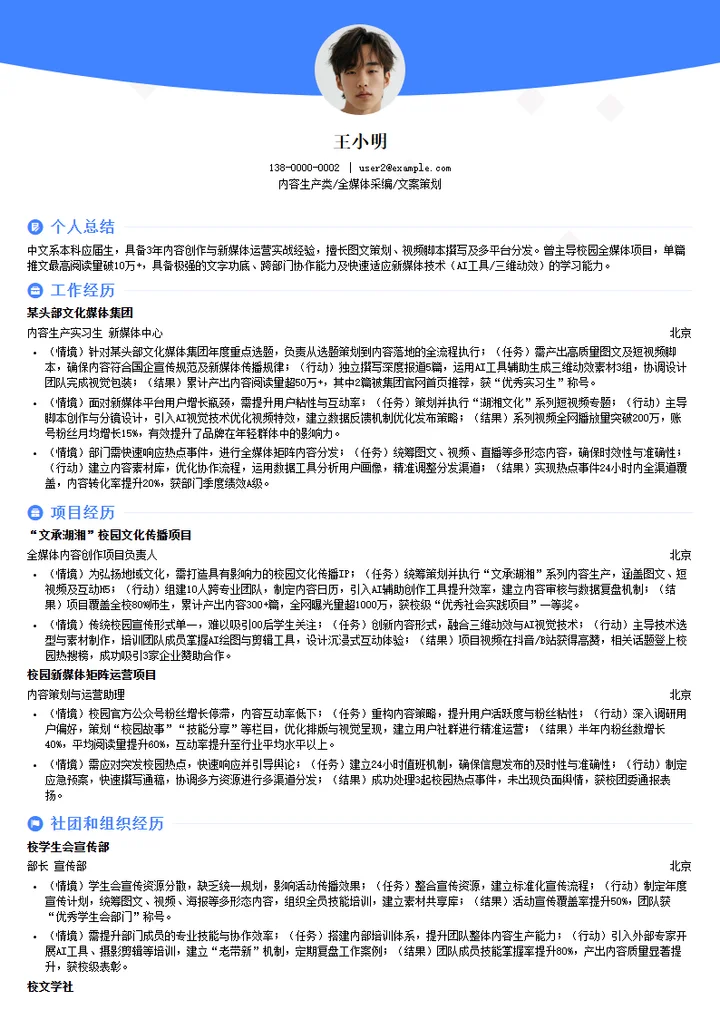 王小明
138-0000-0002 | user2@example.com
内容生产类/全媒体采编/文案策划
个人总结
中文系本科应届生，具备3年内容创作与新媒体运营实战经验，擅长图文策划、视频脚本撰写及多平台分发。曾主导校园全媒体项目，单篇
推文最高阅读量破10万+，具备极强的文字功底、跨部门协作能力及快速适应新媒体技术（AI工具/三维动效）的学习能力。
工作经历
某头部文化媒体集团
内容生产实习生 新媒体中心 北京
• （情境）针对某头部文化媒体集团年度重点选题，负责从选题策划到内容落地的全流程执行；（任务）需产出高质量图文及短视频脚
本，确保内容符合国企宣传规范及新媒体传播规律；（行动）独立撰写深度报道5篇，运用AI工具辅助生成三维动效素材3组，协调设计
团队完成视觉包装；（结果）累计产出内容阅读量超50万+，其中2篇被集团官网首页推荐，获“优秀实习生”称号。
• （情境）面对新媒体平台用户增长瓶颈，需提升用户粘性与互动率；（任务）策划并执行“湖湘文化”系列短视频专题；（行动）主导
脚本创作与分镜设计，引入AI视觉技术优化视频特效，建立数据反馈机制优化发布策略；（结果）系列视频全网播放量突破200万，账
号粉丝月均增长15%，有效提升了品牌在年轻群体中的影响力。
• （情境）部门需快速响应热点事件，进行全媒体矩阵内容分发；（任务）统筹图文、视频、直播等多形态内容，确保时效性与准确性；
（行动）建立内容素材库，优化协作流程，运用数据工具分析用户画像，精准调整分发渠道；（结果）实现热点事件24小时内全渠道覆
盖，内容转化率提升20%，获部门季度绩效A级。
项目经历
“文承湖湘”校园文化传播项目
全媒体内容创作项目负责人 北京
• （情境）为弘扬地域文化，需打造具有影响力的校园文化传播IP；（任务）统筹策划并执行“文承湖湘”系列内容生产，涵盖图文、短
视频及互动H5；（行动）组建10人跨专业团队，制定内容日历，引入AI辅助创作工具提升效率，建立内容审核与数据复盘机制；（结
果）项目覆盖全校80%师生，累计产出内容300+篇，全网曝光量超1000万，获校级“优秀社会实践项目”一等奖。
• （情境）传统校园宣传形式单一，难以吸引00后学生关注；（任务）创新内容形式，融合三维动效与AI视觉技术；（行动）主导技术选
型与素材制作，培训团队成员掌握AI绘图与剪辑工具，设计沉浸式互动体验；（结果）项目视频在抖音/B站获得高赞，相关话题登上校
园热搜榜，成功吸引3家企业赞助合作。
校园新媒体矩阵运营项目
内容策划与运营助理 北京
• （情境）校园官方公众号粉丝增长停滞，内容互动率低下；（任务）重构内容策略，提升用户活跃度与粉丝粘性；（行动）深入调研用
户偏好，策划“校园故事”“技能分享”等栏目，优化排版与视觉呈现，建立用户社群进行精准运营；（结果）半年内粉丝数增长
40%，平均阅读量提升60%，互动率提升至行业平均水平以上。
• （情境）需应对突发校园热点，快速响应并引导舆论；（任务）建立24小时值班机制，确保信息发布的及时性与准确性；（行动）制定
应急预案，快速撰写通稿，协调多方资源进行多渠道分发；（结果）成功处理3起校园热点事件，未出现负面舆情，获校团委通报表
扬。
社团和组织经历
校学生会宣传部
部长 宣传部 北京
• （情境）学生会宣传资源分散，缺乏统一规划，影响活动传播效果；（任务）整合宣传资源，建立标准化宣传流程；（行动）制定年度
宣传计划，统筹图文、视频、海报等多形态内容，组织全员技能培训，建立素材共享库；（结果）活动宣传覆盖率提升50%，团队获
“优秀学生会部门”称号。
• （情境）需提升部门成员的专业技能与协作效率；（任务）搭建内部培训体系，提升团队整体内容生产能力；（行动）引入外部专家开
展AI工具、摄影剪辑等培训，建立“老带新”机制，定期复盘工作案例；（结果）团队成员技能掌握率提升80%，产出内容质量显著提
升，获校级表彰。
校文学社